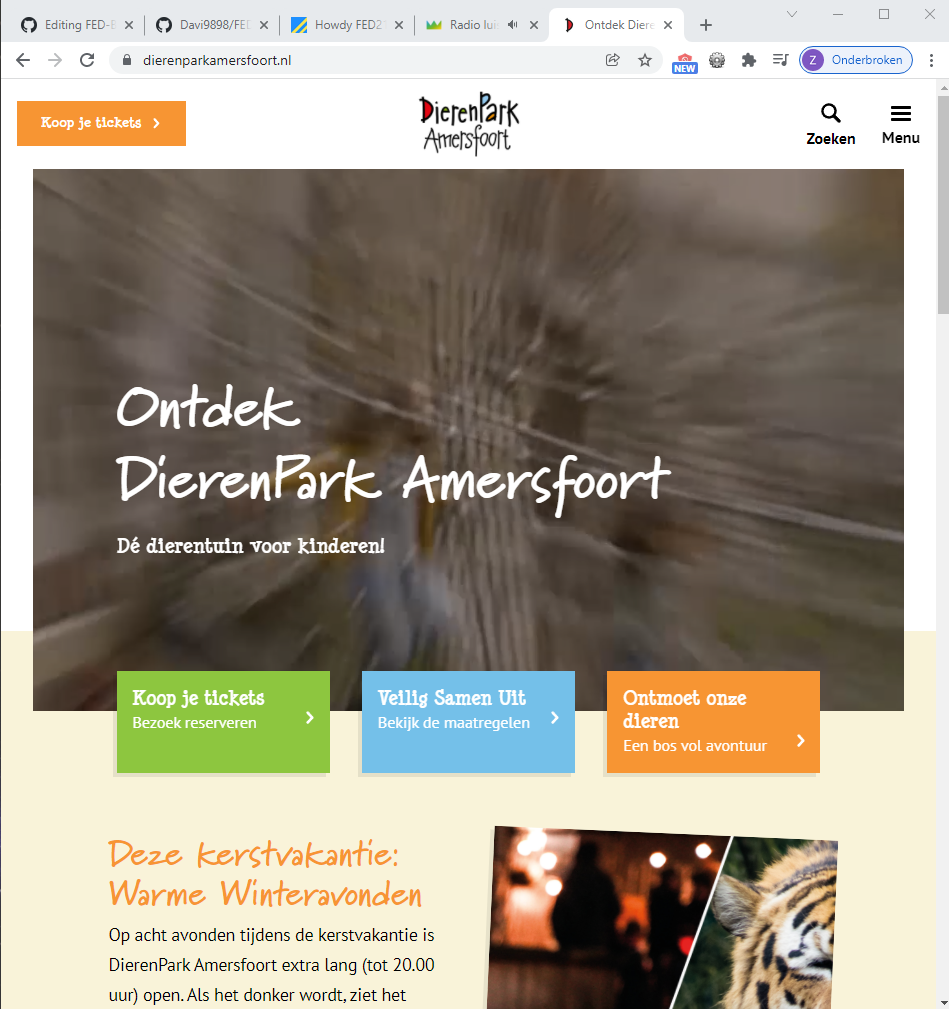 Editing FED-B
Davi9898/FED
Howdy FED2
Radio luis
Ontdek Diere
dierenparkamersfoort.nl
NEW
Z
Onderbroken
Koop je tickets
DierenPark
Amersfoort
Zoeken
Menu
Ontdek
DierenPark Amersfoort
Dé dierentuin voor kinderen!
Koop je tickets
Bezoek reserveren
Veilig Samen Uit
Bekijk de maatregelen
Ontmoet onze
dieren
Een bos vol avontuur
Deze kerstvakantie:
Warme Winteravonden
Op acht avonden tijdens de kerstvakantie is
DierenPark Amersfoort extra lang (tot 20.00
uur) open. Als het donker wordt, ziet het